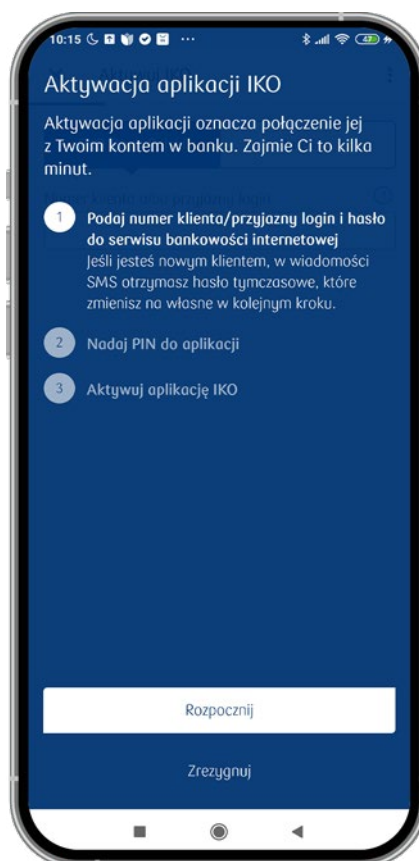 10:15
47
Aktywacja aplikacji IKO
Aktywacja aplikacji oznacza połączenie jej
z Twoim kontem w banku. Zajmie Ci to kilka
minut.
1 Podaj numer klienta/przyjazny login i hasło
do serwisu bankowości internetowej
Jeśli jesteś nowym klientem, w wiadomości
SMS otrzymasz hasło tymczasowe, które
zmienisz na własne w kolejnym kroku.
2 Nadaj PIN do aplikacji
3 Aktywuj aplikację IKO
Rozpocznij
Zrezygnuj